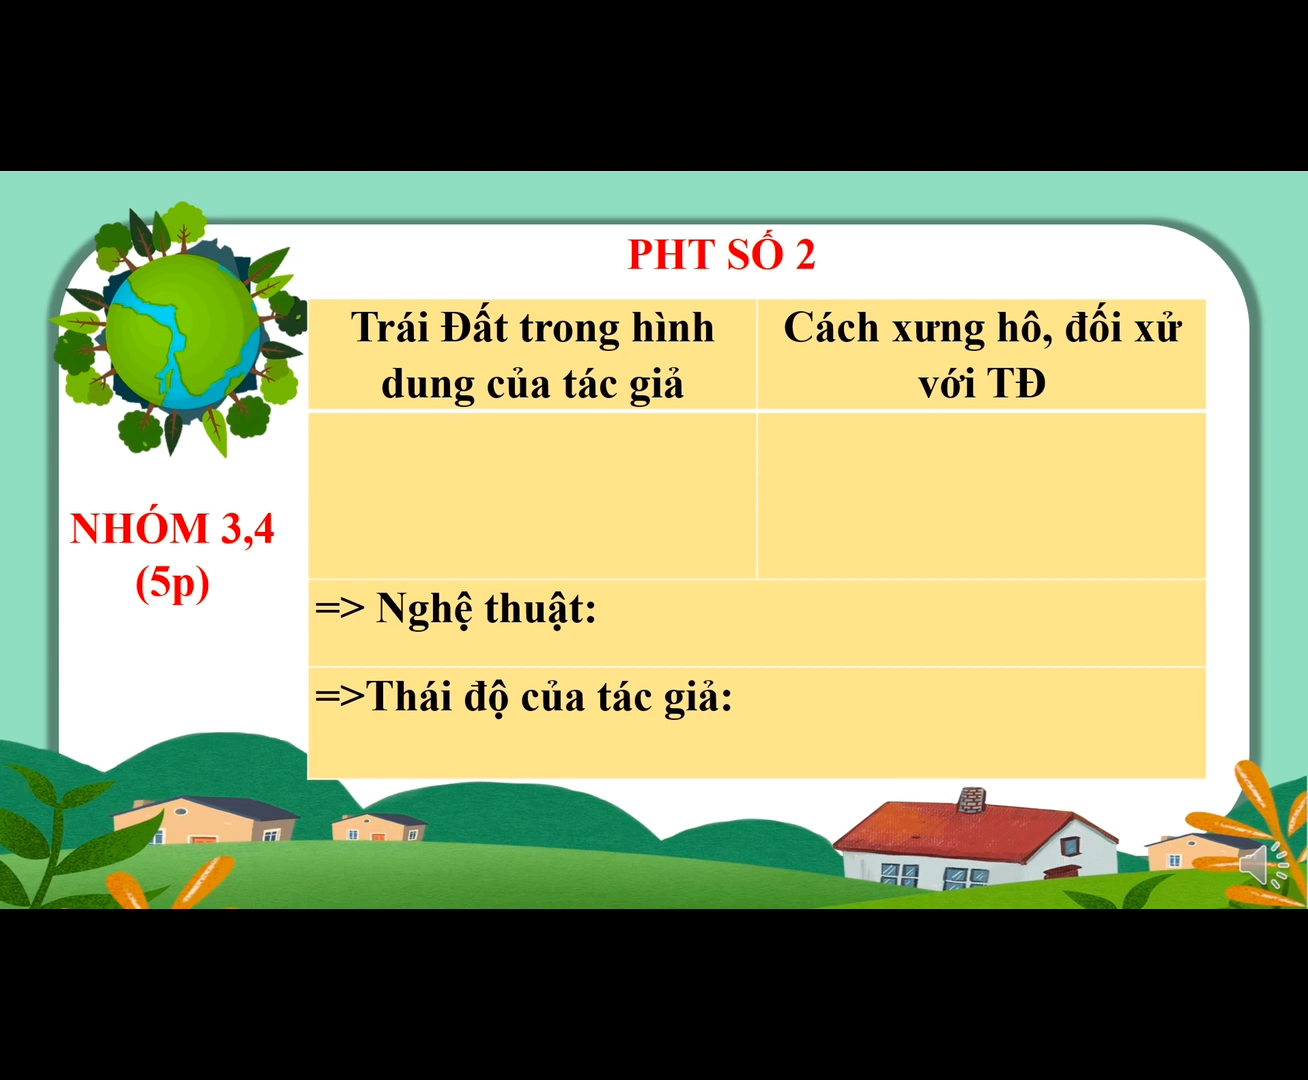 PHT SỐ 2
Trái Đất trong hình
dung của tác giả
Cách xưng hô, đối xử
với TĐ
NHÓM 3,4
(5p)
=> Nghệ thuật:
=>Thái độ của tác giả: